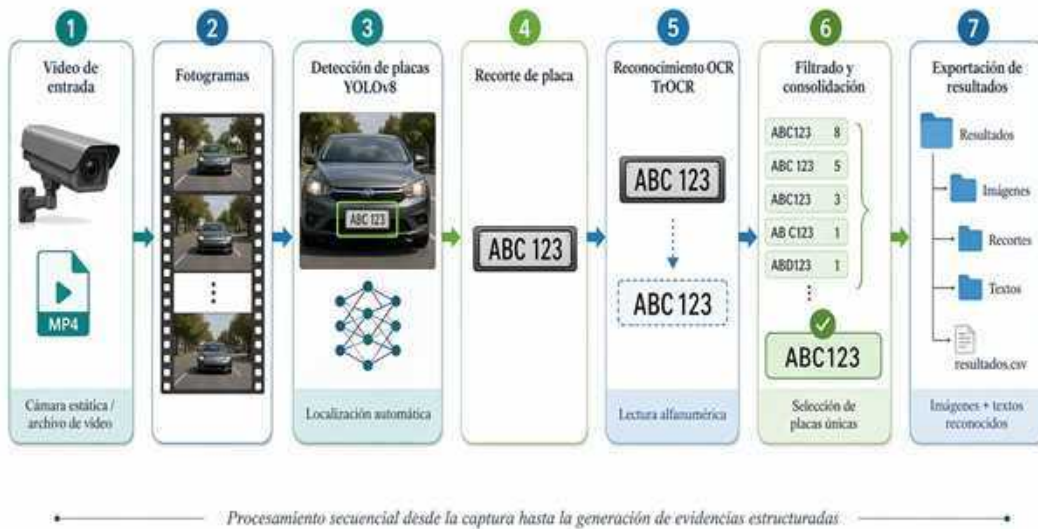 1
Video de
entrada
MP4
Cámara estática /
archivo de video
2
Fotogramas
3
Detección de placas
YOLOv8
ABC 123
Localización automática
4
Recorte de placa
ABC 123
5
Reconocimiento OCR
TrOCR
ABC 123
ABC 123
Lectura alfanumérica
6
Filtrado y
consolidación
ABC123 8
ABC 123 5
ABC123 3
AB C123 1
ABD123 1
ABC123
Selección de
placas únicas
7
Exportación de
resultados
Resultados
Imágenes
Recortes
Textos
resultados.csv
Imágenes + textos
reconocidos
Procesamiento secuencial desde la captura hasta la generación de evidencias estructuradas